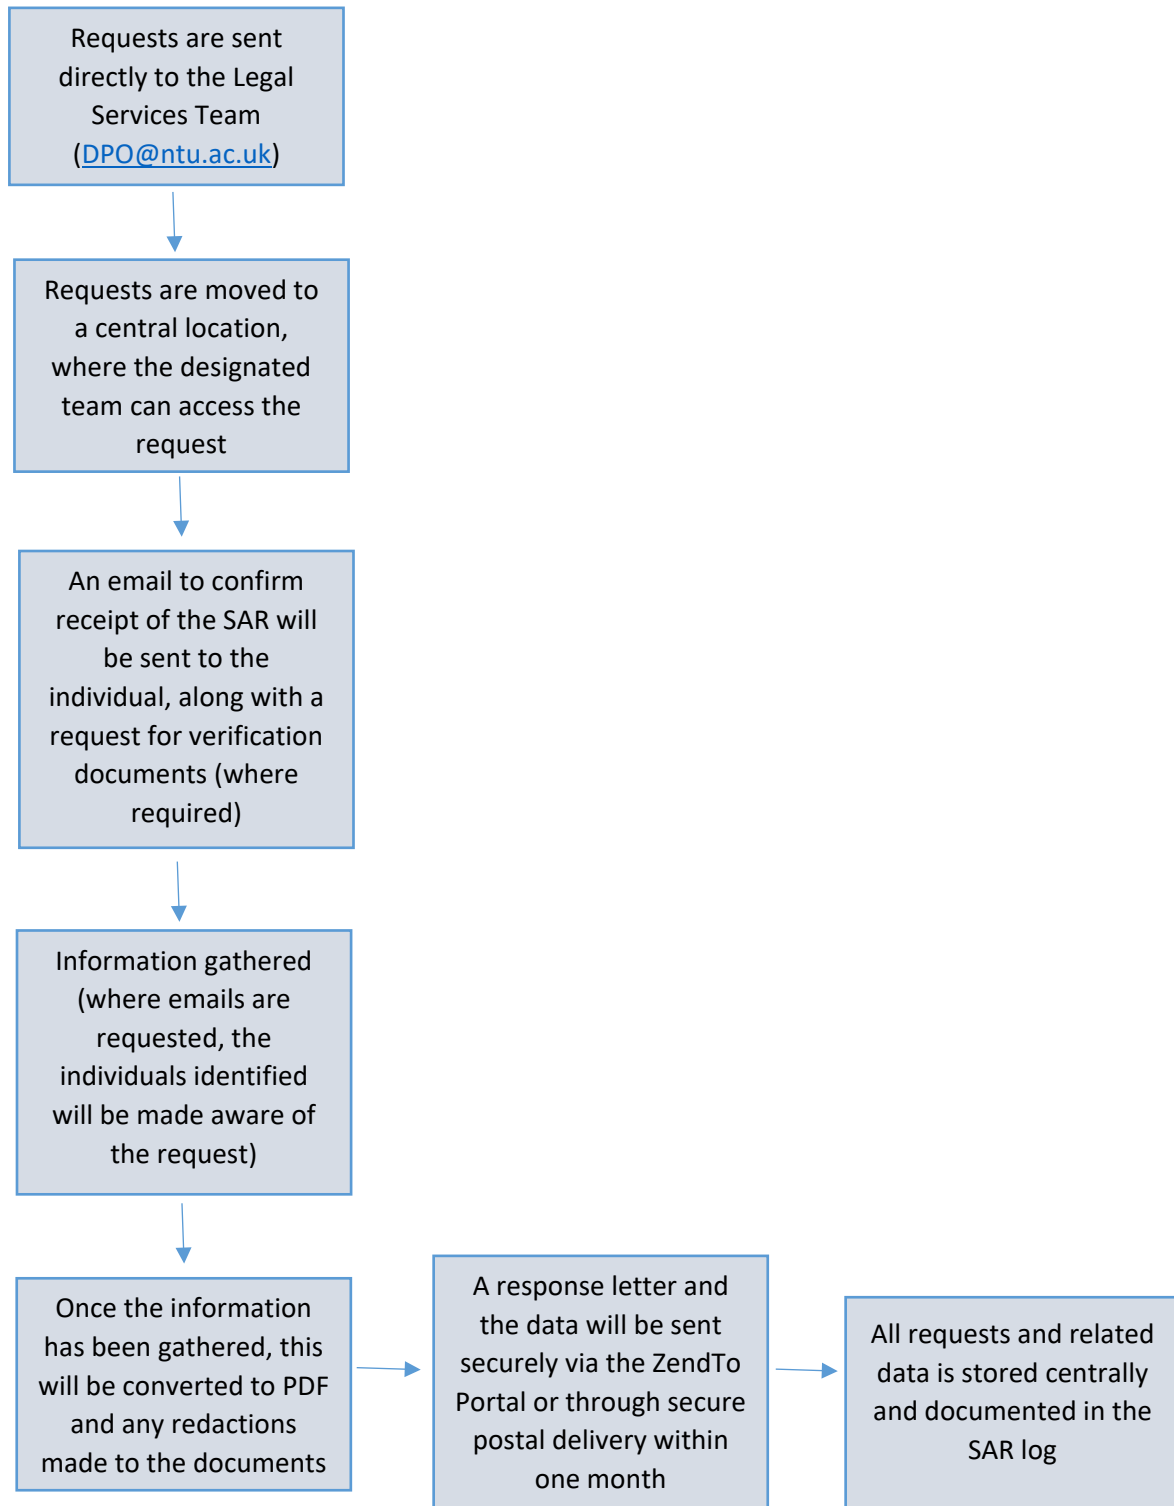 Requests are sent
directly to the Legal
Services Team
(DPO@ntu.ac.uk)
Requests are moved to
a central location,
where the designated
team can access the
request
An email to confirm
receipt of the SAR will
be sent to the
individual, along with a
request for verification
documents (where
required)
Information gathered
(where emails are
requested, the
individuals identified
will be made aware of
the request)
Once the information
has been gathered, this
will be converted to PDF
and any redactions
made to the documents
A response letter and
the data will be sent
securely via the ZendTo
Portal or through secure
postal delivery within
one month
All requests and related
data is stored centrally
and documented in the
SAR log